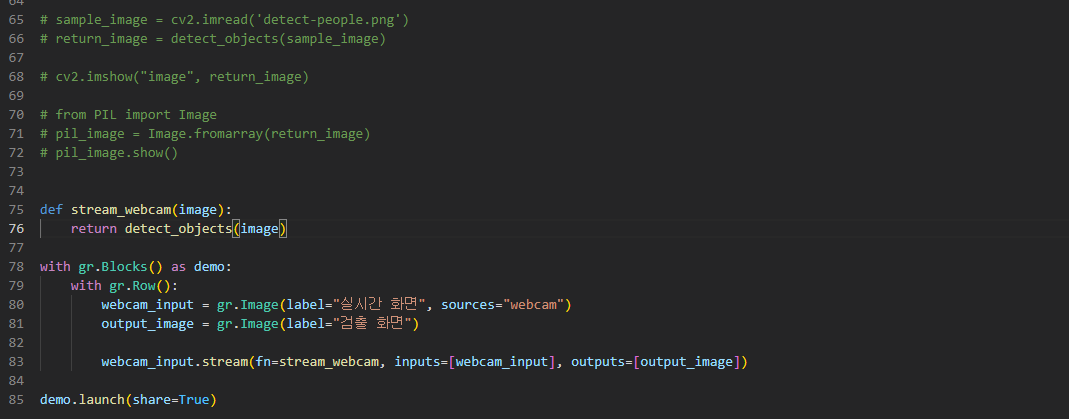 64
65 # sample_image = cv2.imread('detect-people.png')
66 # return_image = detect_objects(sample_image)
67
68 # cv2.imshow("image", return_image)
69
70 # from PIL import Image
71 # pil_image = Image.fromarray(return_image)
72 # pil_image.show()
73
74
75 def stream_webcam(image):
76     return detect_objects(image)
77
78 with gr.Blocks() as demo:
79     with gr.Row():
80         webcam_input = gr.Image(label="실시간 화면", sources="webcam")
81         output_image = gr.Image(label="검출 화면")
82
83         webcam_input.stream(fn=stream_webcam, inputs=[webcam_input], outputs=[output_image])
84
85 demo.launch(share=True)